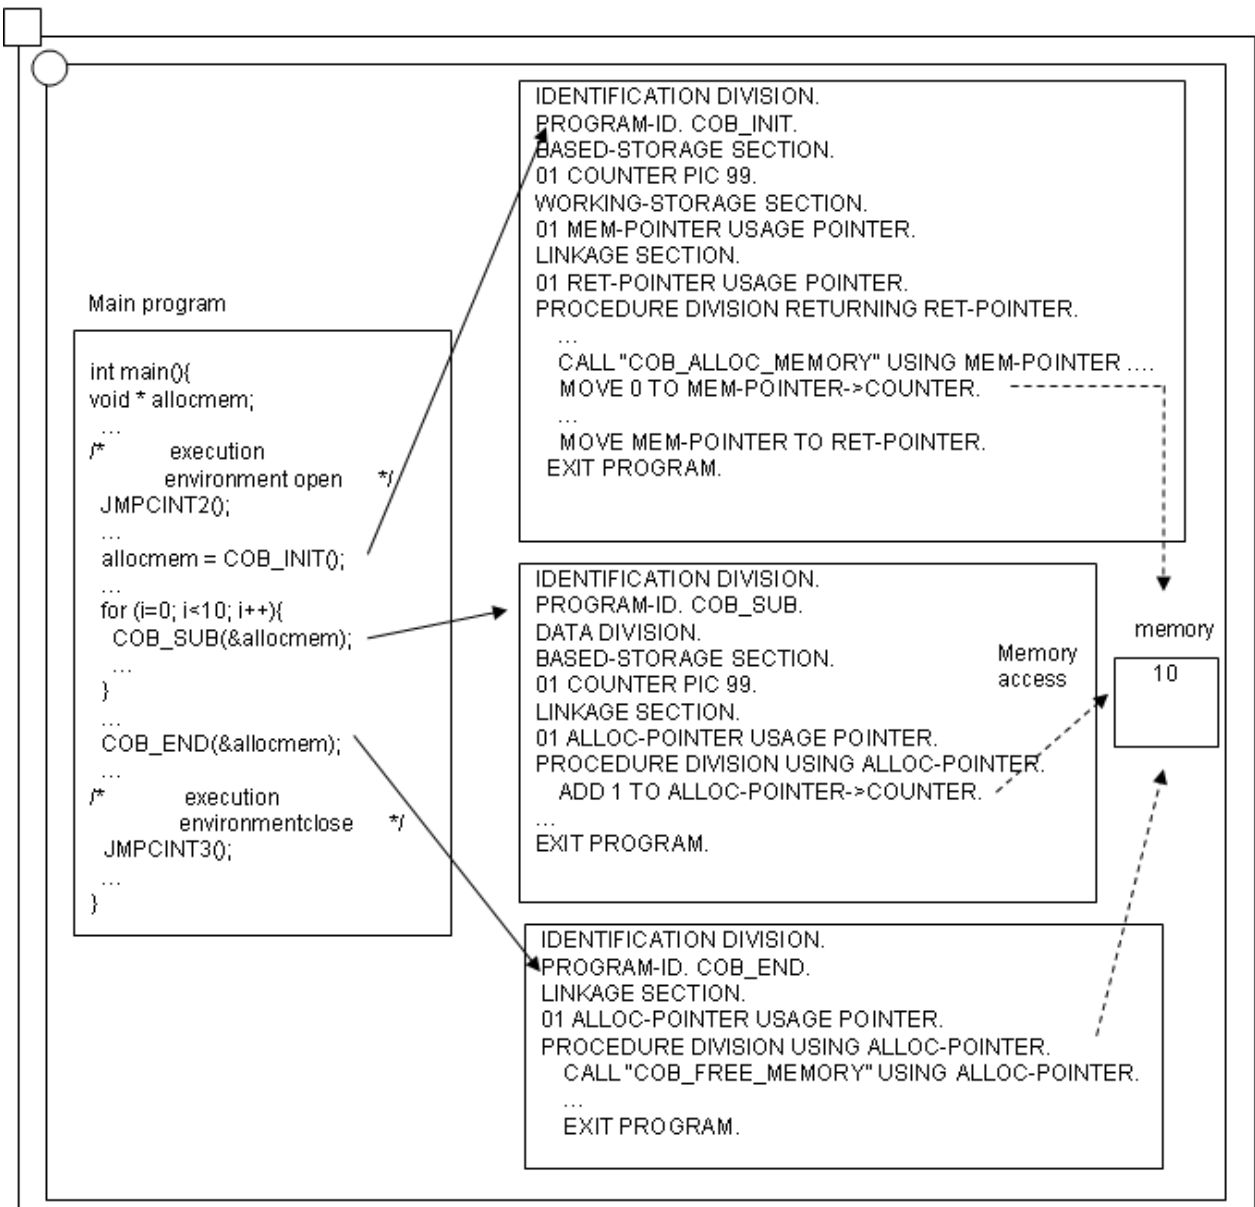 Main program
int main(){
void * allocmem;
...
/* execution
environment open */
JMPCINT2();
...
allocmem = COB_INIT();
...
for (i=0; i<10; i++){
COB_SUB(&allocmem);
...
}
...
COB_END(&allocmem);
...
/* execution
environmentclose */
JMPCINT3();
...
}
IDENTIFICATION DIVISION.
PROGRAM-ID. COB_INIT.
BASED-STORAGE SECTION.
01 COUNTER PIC 99.
WORKING-STORAGE SECTION.
01 MEM-POINTER USAGE POINTER.
LINKAGE SECTION.
01 RET-POINTER USAGE POINTER.
PROCEDURE DIVISION RETURNING RET-POINTER.
...
CALL "COB_ALLOC_MEMORY" USING MEM-POINTER ....
MOVE 0 TO MEM-POINTER->COUNTER.
...
MOVE MEM-POINTER TO RET-POINTER.
EXIT PROGRAM.
IDENTIFICATION DIVISION.
PROGRAM-ID. COB_SUB.
DATA DIVISION.
BASED-STORAGE SECTION.
01 COUNTER PIC 99.
LINKAGE SECTION.
01 ALLOC-POINTER USAGE POINTER.
PROCEDURE DIVISION USING ALLOC-POINTER.
ADD 1 TO ALLOC-POINTER->COUNTER.
...
EXIT PROGRAM.
Memory
access
memory
10
IDENTIFICATION DIVISION.
PROGRAM-ID. COB_END.
LINKAGE SECTION.
01 ALLOC-POINTER USAGE POINTER.
PROCEDURE DIVISION USING ALLOC-POINTER.
CALL "COB_FREE_MEMORY" USING ALLOC-POINTER.
...
EXIT PROGRAM.